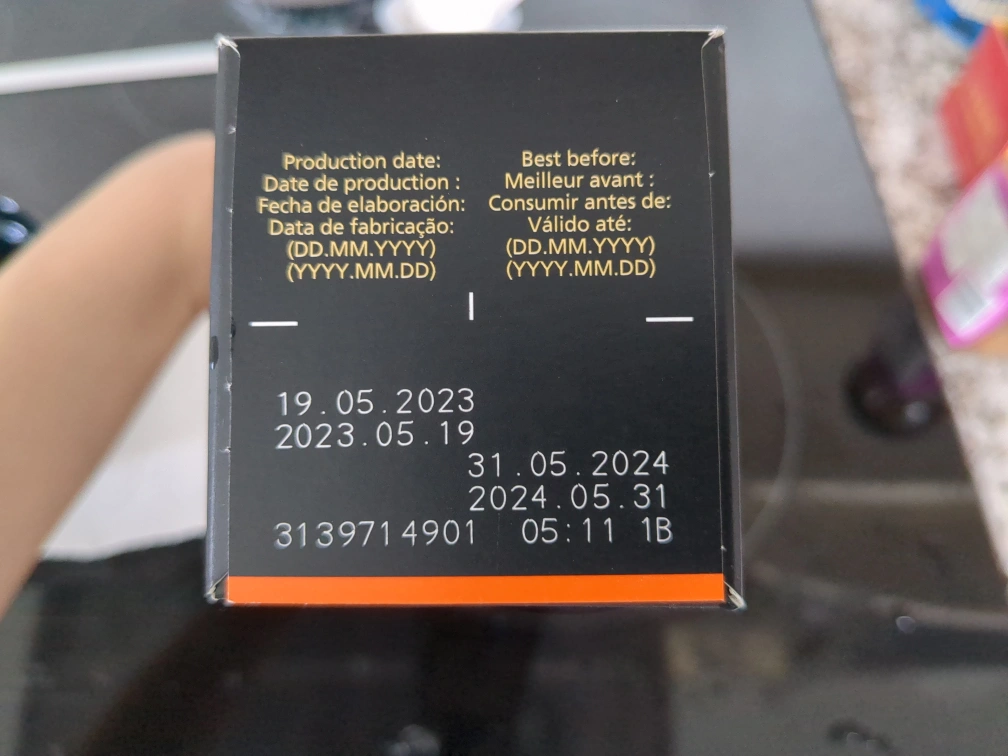 Production date:
Date de production :
Fecha de elaboración:
Data de fabricação:
(DD.MM.YYYY)
(YYYY.MM.DD)
Best before:
Meilleur avant :
Consumir antes de:
Válido até:
(DD.MM.YYYY)
(YYYY.MM.DD)
19.05.2023
2023.05.19
31.05.2024
2024.05.31
3139714901 05:11 1B